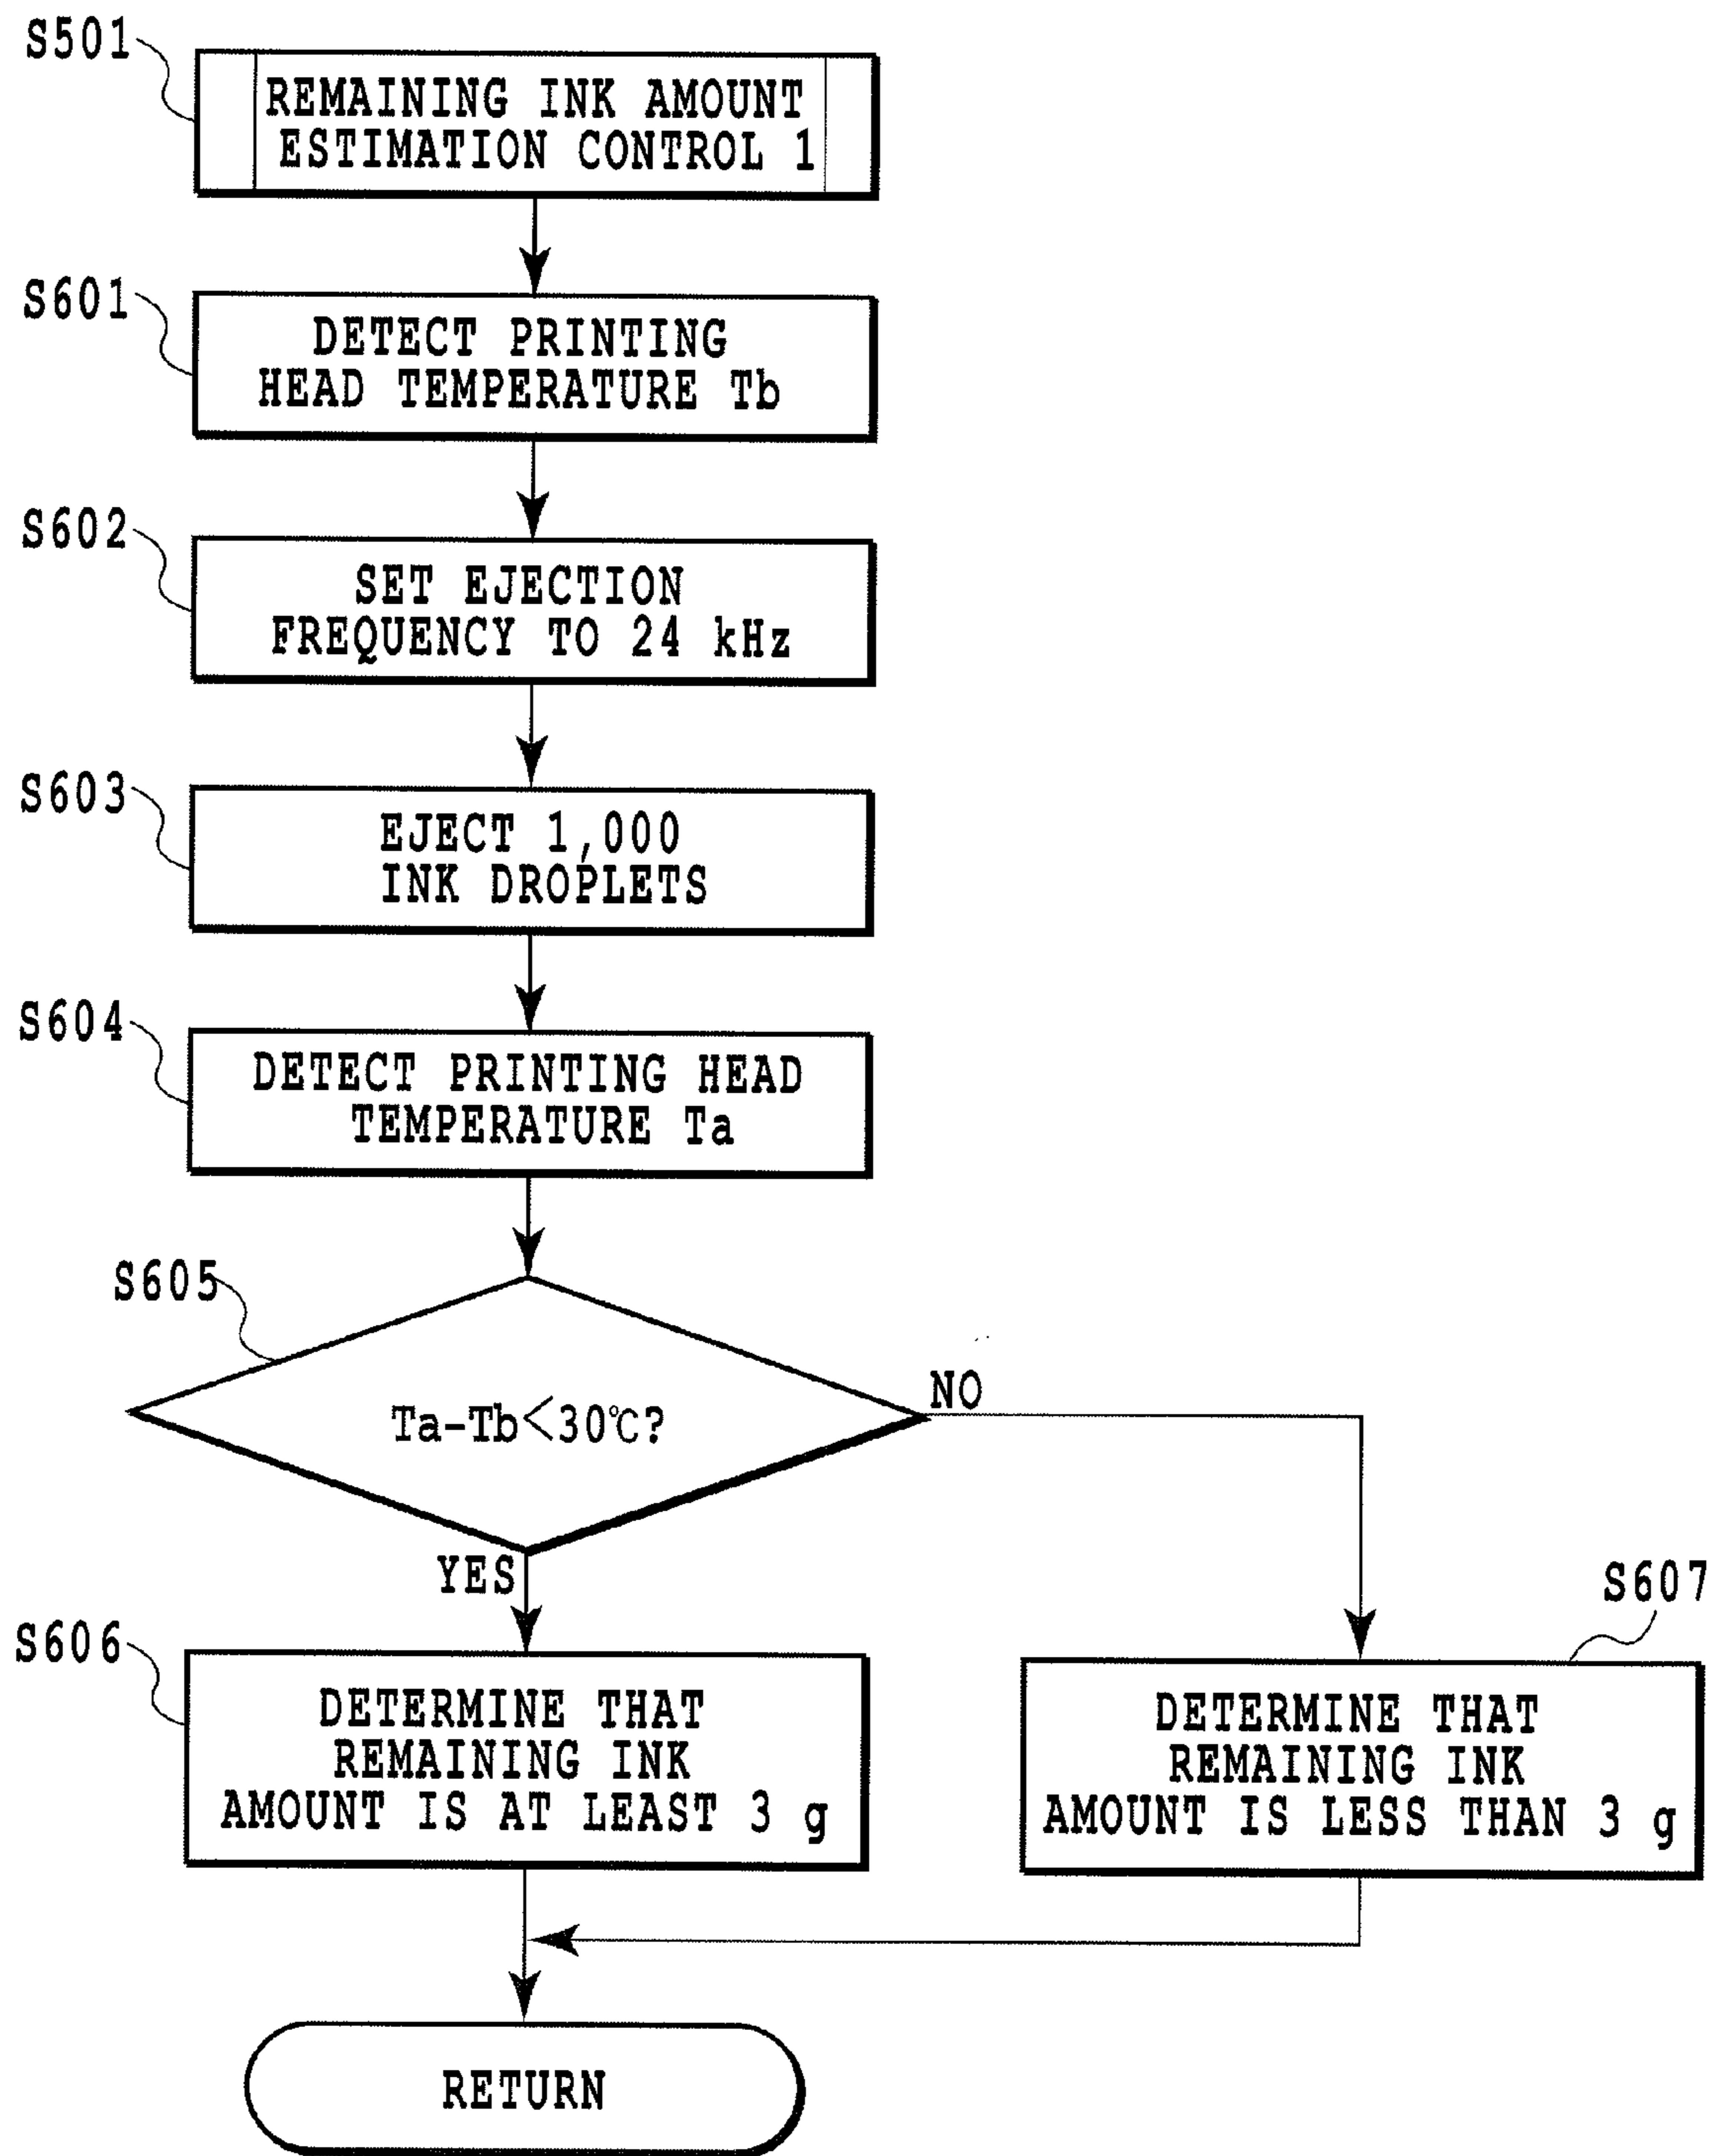 S501
REMAINING INK AMOUNT
ESTIMATION CONTROL 1
S601
DETECT PRINTING
HEAD TEMPERATURE Tb
S602
SET EJECTION
FREQUENCY TO 24 kHz
S603
EJECT 1,000
INK DROPLETS
S604
DETECT PRINTING HEAD
TEMPERATURE Ta
S605
Ta-Tb<30℃?
NO
YES
S606
DETERMINE THAT
REMAINING INK
AMOUNT IS AT LEAST 3 g
S607
DETERMINE THAT
REMAINING INK
AMOUNT IS LESS THAN 3 g
RETURN